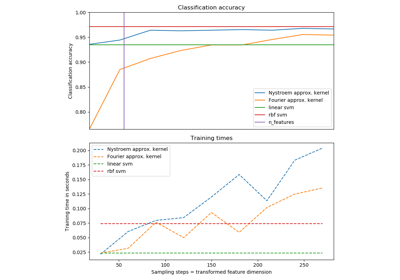 Classification accuracy
1.00
0.95
0.90
0.85
0.80
Classification accuracy
Nystroem approx. kernel
Fourier approx. kernel
linear svm
rbf svm
n_features
Training times
0.200
0.175
0.150
0.125
0.100
0.075
0.050
0.025
Training time in seconds
Nystroem approx. kernel
Fourier approx. kernel
linear svm
rbf svm
50
100
150
200
250
Sampling steps = transformed feature dimension